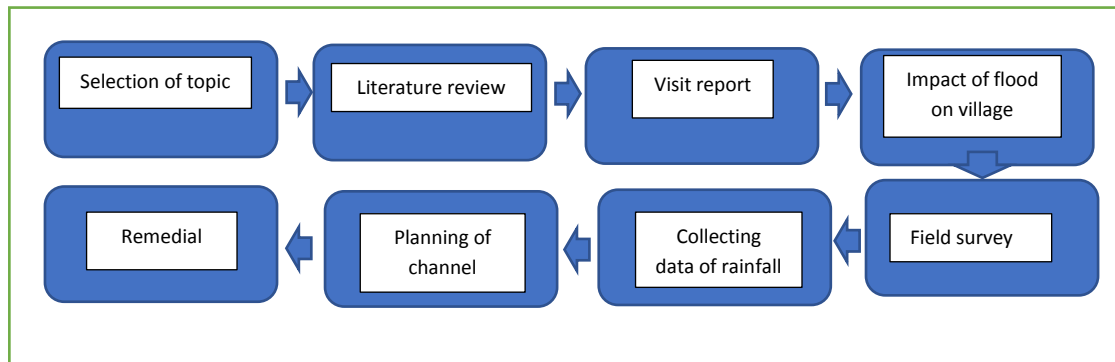 Selection of topic
Literature review
Visit report
Impact of flood
on village
Field survey
Collecting
data of rainfall
Planning of
channel
Remedial